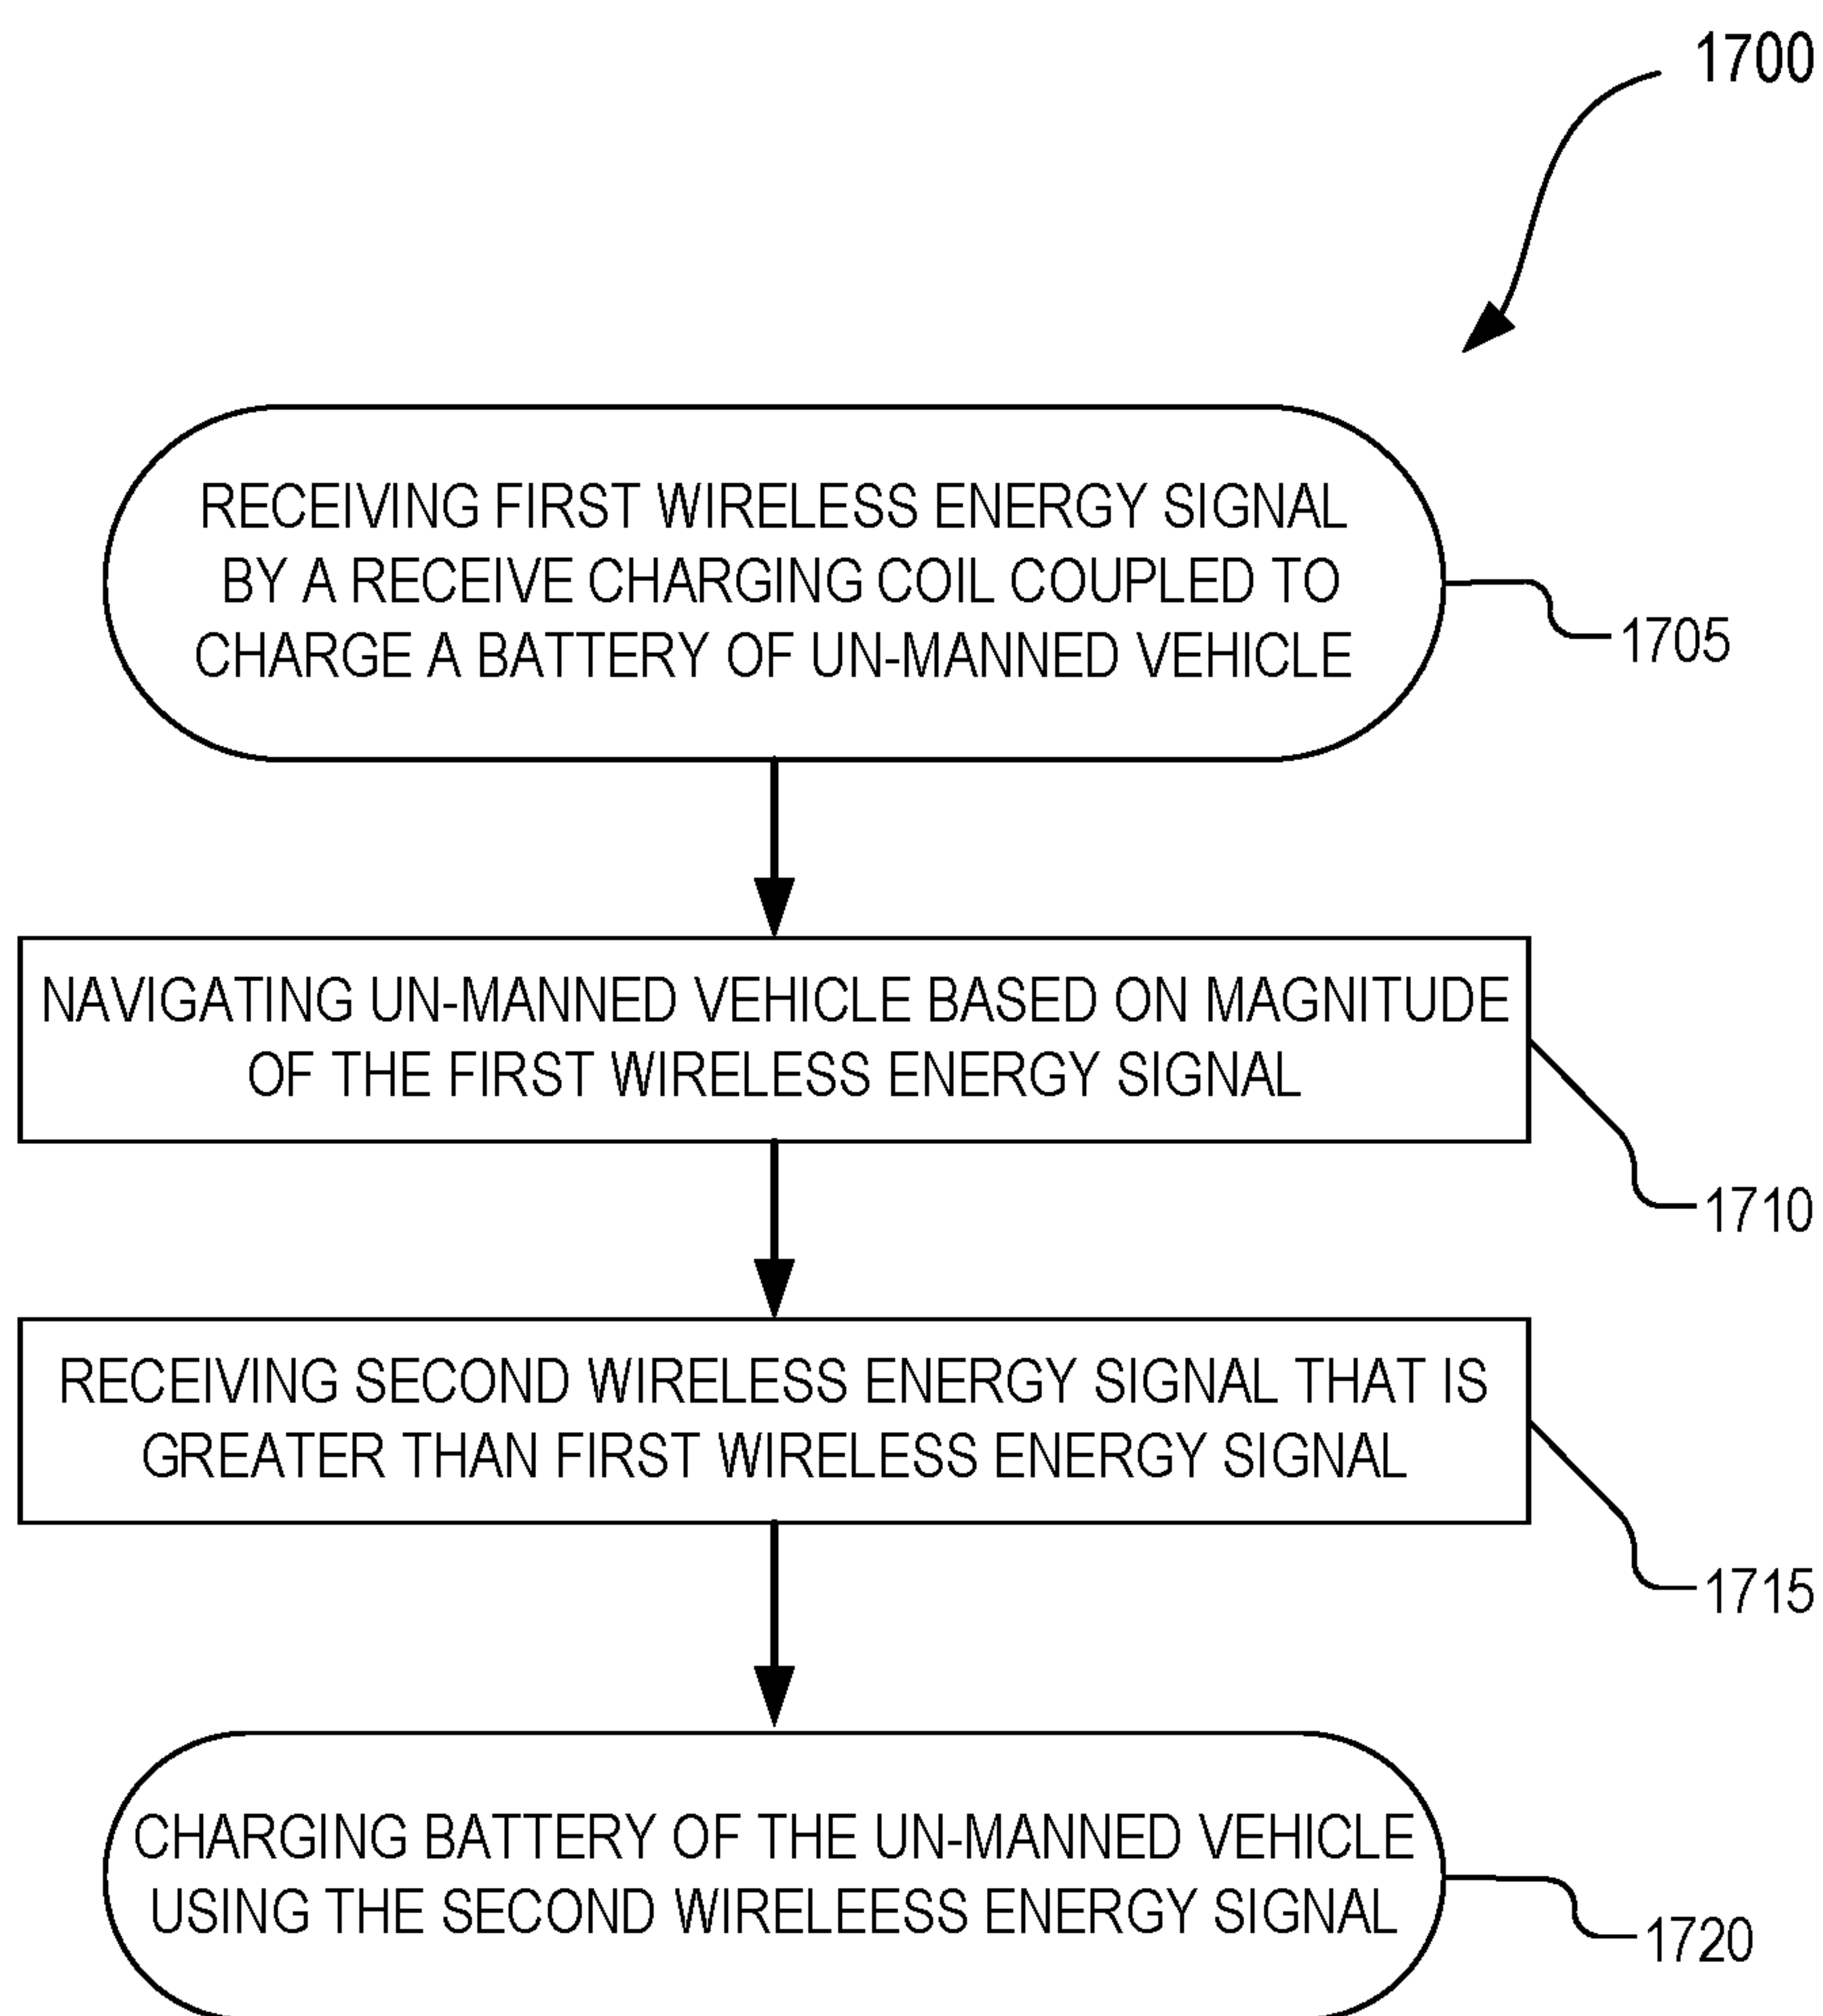 1700
RECEIVING FIRST WIRELESS ENERGY SIGNAL
BY A RECEIVE CHARGING COIL COUPLED TO
CHARGE A BATTERY OF UN-MANNED VEHICLE
1705
NAVIGATING UN-MANNED VEHICLE BASED ON MAGNITUDE
OF THE FIRST WIRELESS ENERGY SIGNAL
1710
RECEIVING SECOND WIRELESS ENERGY SIGNAL THAT IS
GREATER THAN FIRST WIRELESS ENERGY SIGNAL
1715
CHARGING BATTERY OF THE UN-MANNED VEHICLE
USING THE SECOND WIRELEESS ENERGY SIGNAL
1720